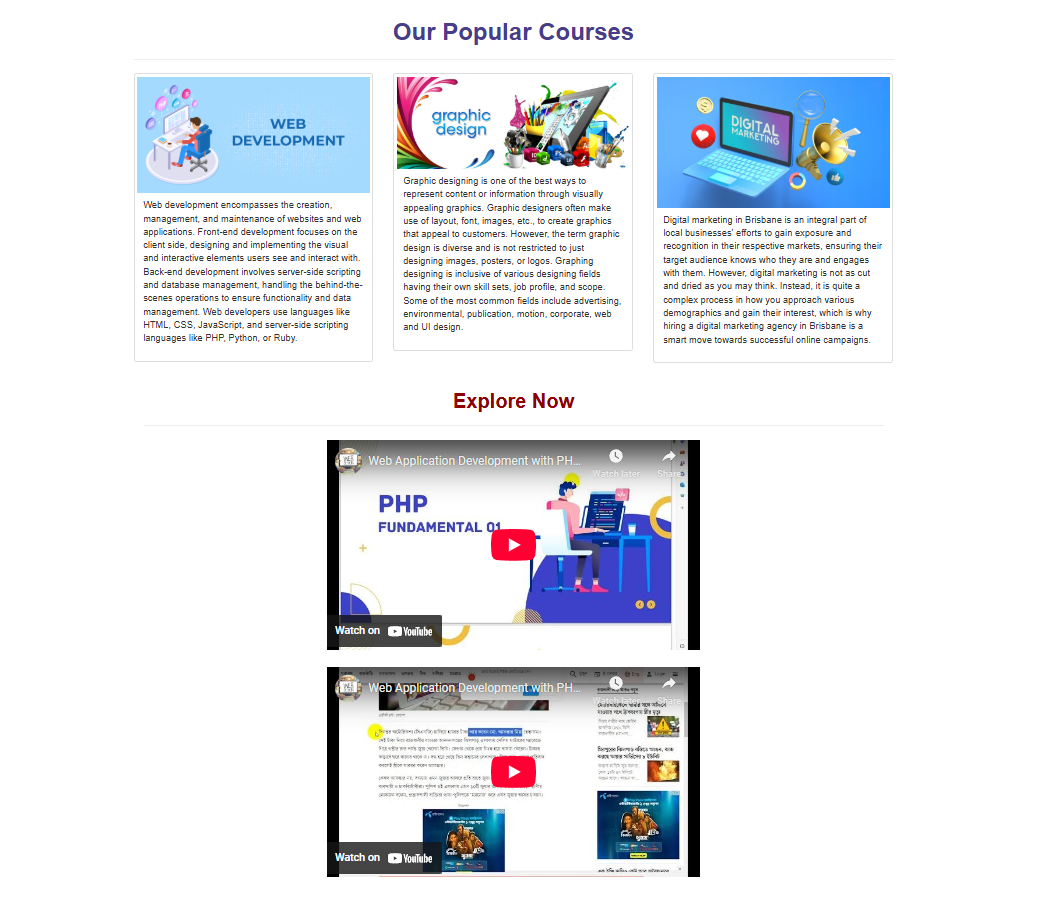 Our Popular Courses
WEB
DEVELOPMENT
Web development encompasses the creation,
management, and maintenance of websites and web
applications. Front-end development focuses on the
client side, designing and implementing the visual
and interactive elements users see and interact with.
Back-end development involves server-side scripting
and database management, handling the behind-the-
scenes operations to ensure functionality and data
management. Web developers use languages like
HTML, CSS, JavaScript, and server-side scripting
languages like PHP, Python, or Ruby.
graphic
design
Graphic designing is one of the best ways to
represent content or information through visually
appealing graphics. Graphic designers often make
use of layout, font, images, etc., to create graphics
that appeal to customers. However, the term graphic
design is diverse and is not restricted to just
designing images, posters, or logos. Graphing
designing is inclusive of various designing fields
having their own skill sets, job profile, and scope.
Some of the most common fields include advertising,
environmental, publication, motion, corporate, web
and UI design.
DIGITAL
MARKETING
Digital marketing in Brisbane is an integral part of
local businesses' efforts to gain exposure and
recognition in their respective markets, ensuring their
target audience knows who they are and engages
with them. However, digital marketing is not as cut
and dried as you may think. Instead, it is quite a
complex process in how you approach various
demographics and gain their interest, which is why
hiring a digital marketing agency in Brisbane is a
smart move towards successful online campaigns.
Explore Now
Web Application Development with PH...
Watch later
Share
PHP
FUNDAMENTAL 01
Watch on YouTube
Web Application Development with PH...
Share
Watch on YouTube